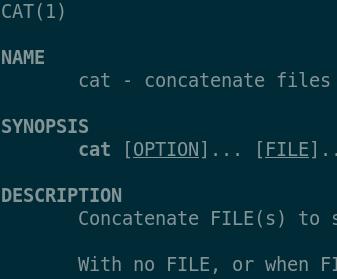 CAT(1)
NAME
cat - concatenate files
SYNOPSIS
cat [OPTION]... [FILE]..
DESCRIPTION
Concatenate FILE(s) to
With no FILE, or when